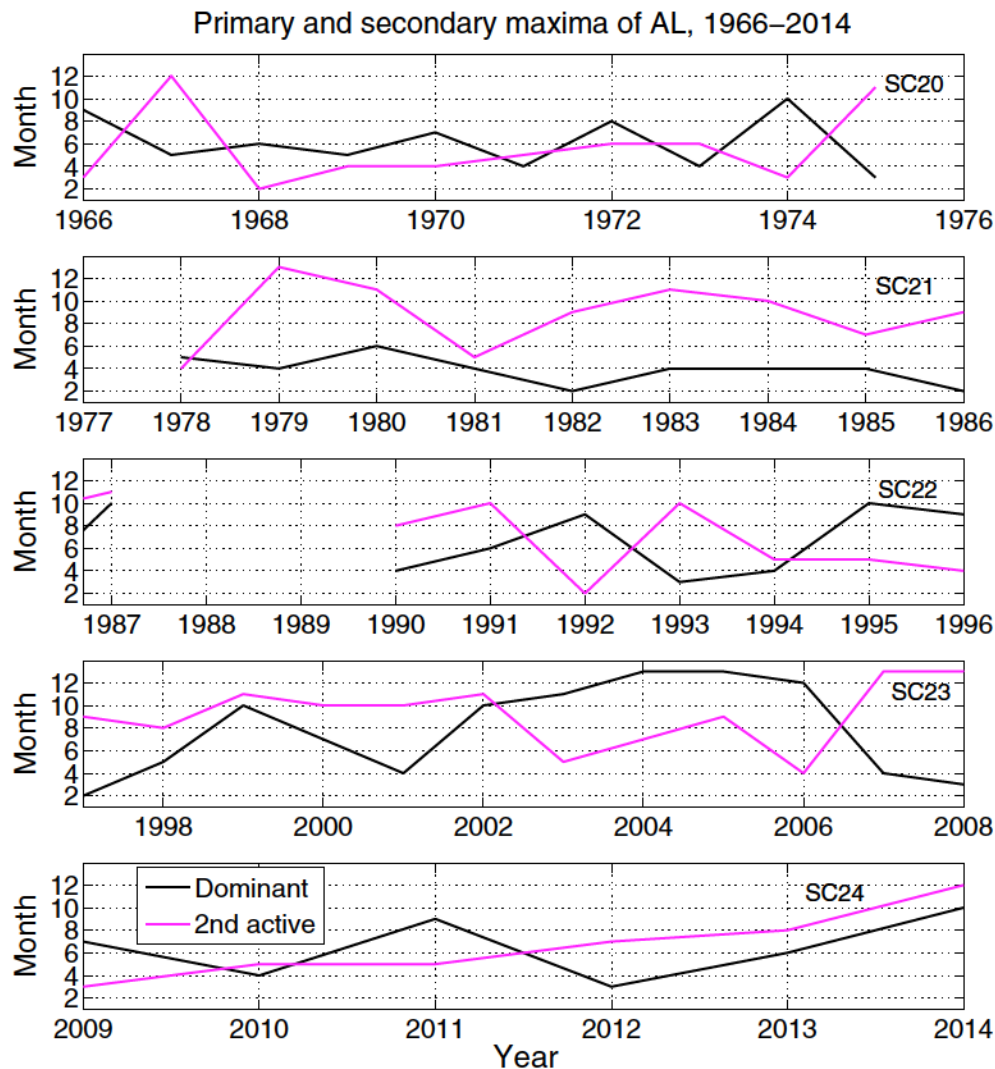 Primary and secondary maxima of AL, 1966–2014
Month
12
10
8
6
4
2
SC20
1966 1968 1970 1972 1974 1976
Month
12
10
8
6
4
2
SC21
1977 1978 1979 1980 1981 1982 1983 1984 1985 1986
Month
12
10
8
6
4
2
SC22
1987 1988 1989 1990 1991 1992 1993 1994 1995 1996
Month
12
10
8
6
4
2
SC23
1998 2000 2002 2004 2006 2008
Month
12
10
8
6
4
2
Dominant
2nd active
SC24
2009 2010 2011 2012 2013 2014
Year